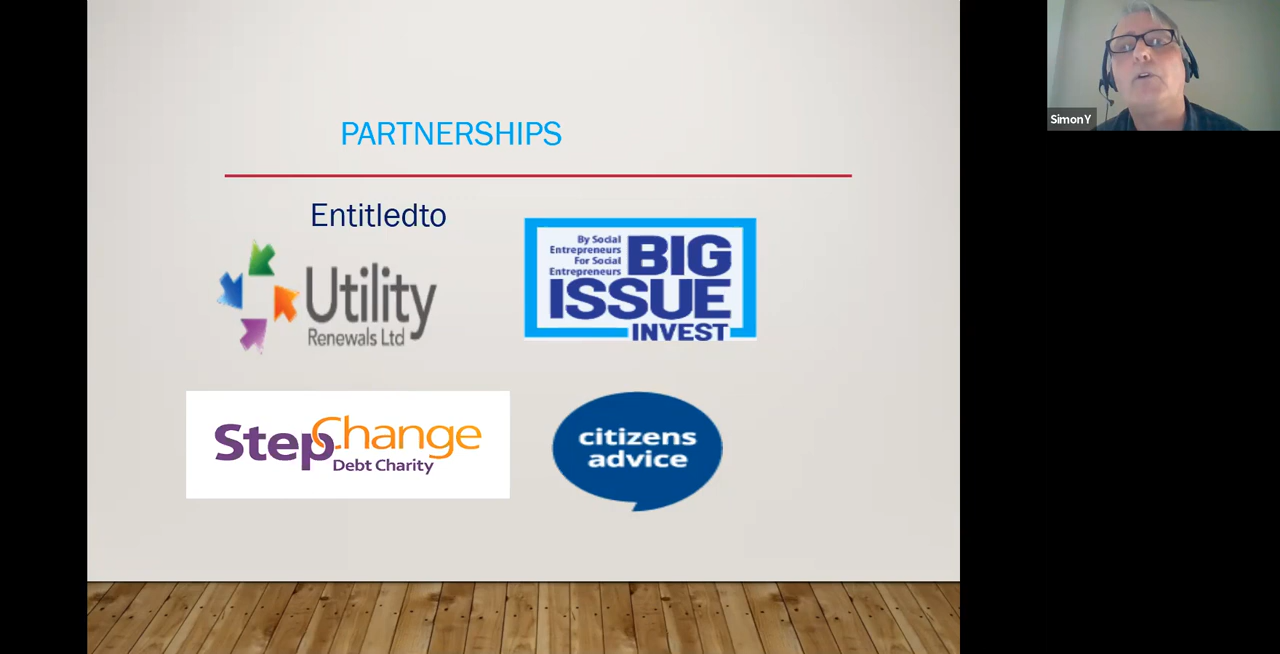 PARTNERSHIPS
Entitledto
Utility
Renewals Ltd
By Social
Entrepreneurs
For Social
Entrepreneurs
BIG
ISSUE
INVEST
StepChange
Debt Charity
citizens
advice
Simon Y